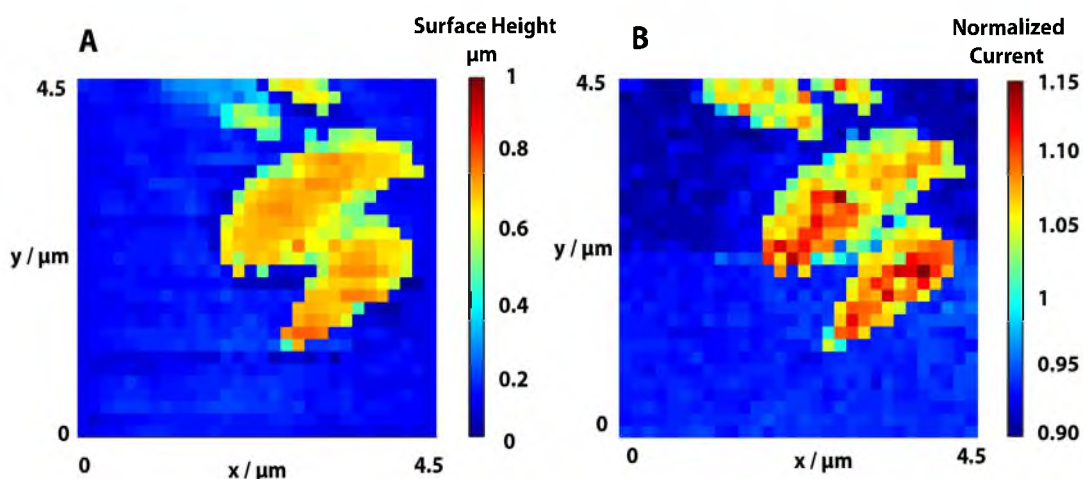 A
Surface Height
μm
4.5
y / μm
0
0
x / μm
4.5
1
0.8
0.6
0.4
0.2
0
B
Normalized
Current
4.5
y / μm
0
0
x / μm
4.5
1.15
1.10
1.05
1
0.95
0.90